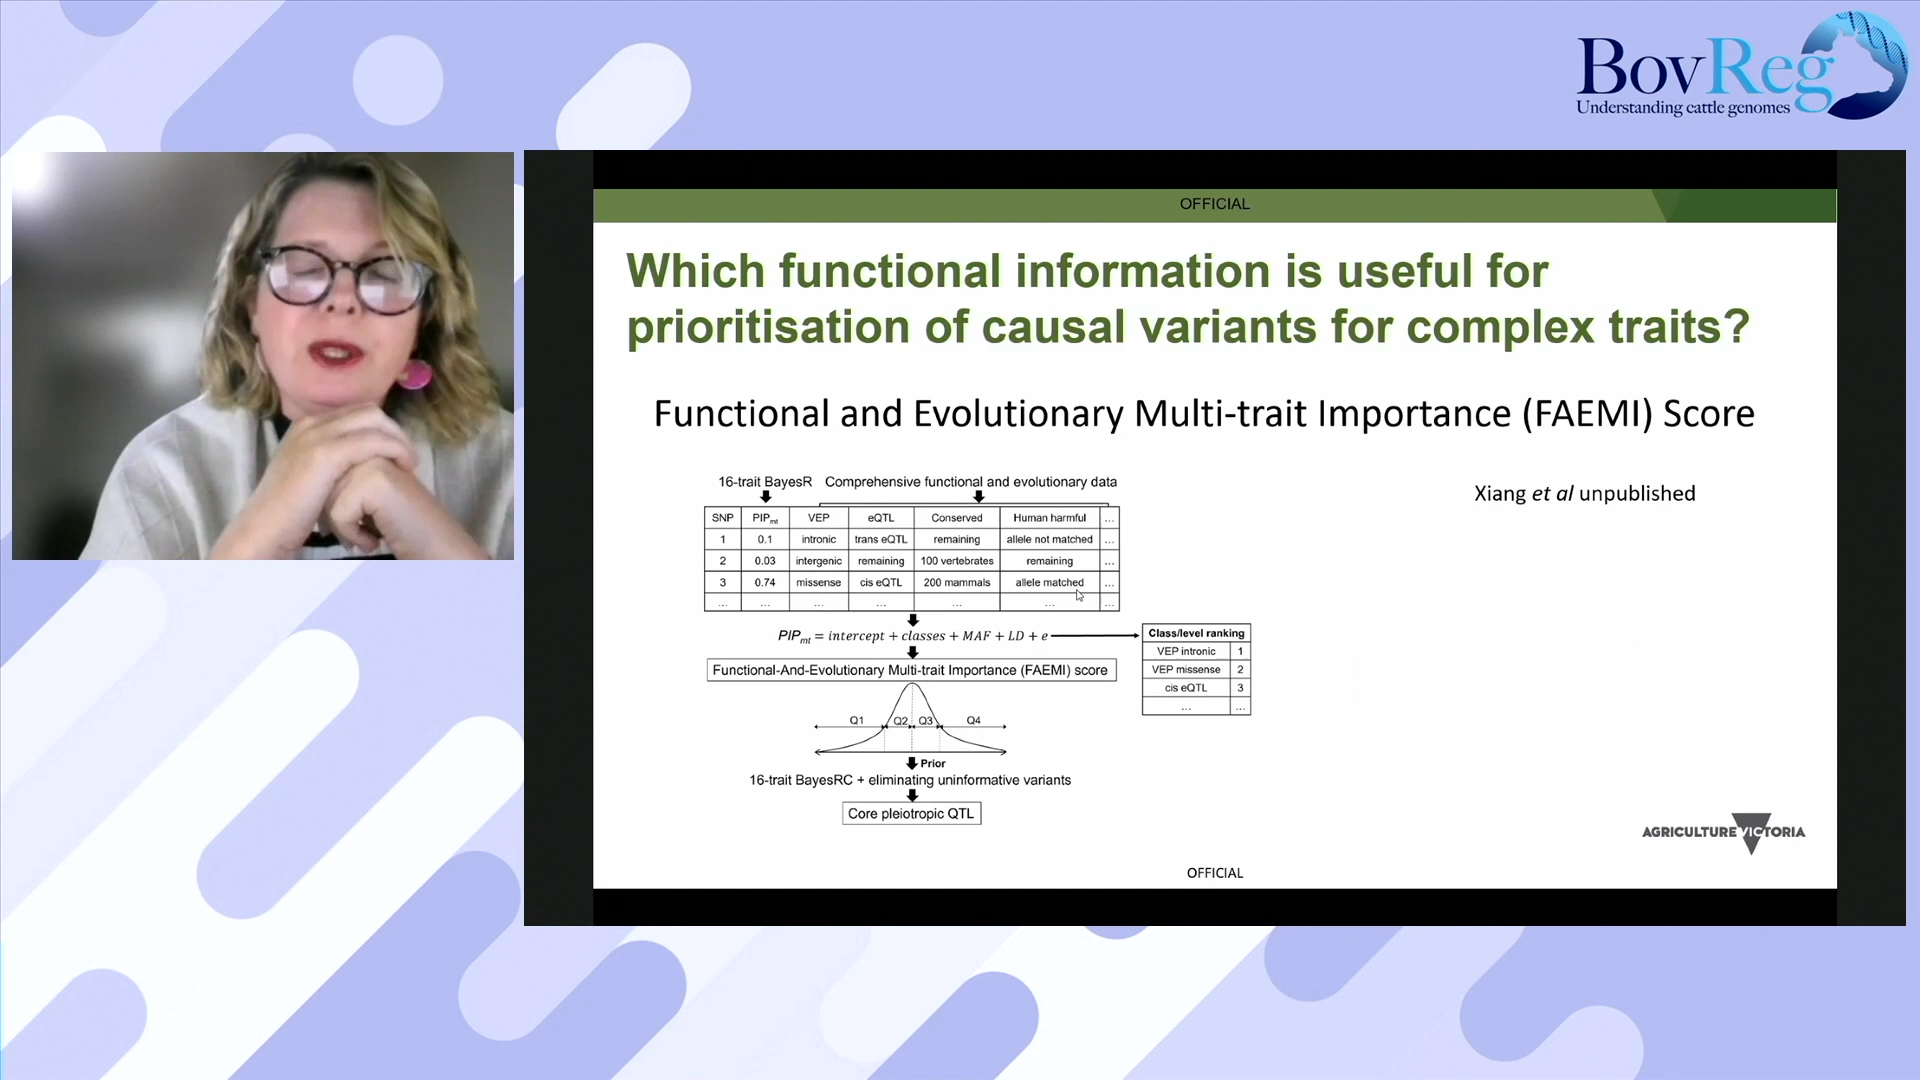 BovReg
Understanding cattle genomes
OFFICIAL
Which functional information is useful for
prioritisation of causal variants for complex traits?
Functional and Evolutionary Multi-trait Importance (FAEMI) Score
Xiang et al unpublished
16-trait BayesR Comprehensive functional and evolutionary data
SNP PIPmt VEP eQTL Conserved Human harmful ...
1 0.1 intronic trans eQTL remaining allele not matched ...
2 0.03 intergenic remaining 100 vertebrates remaining ...
3 0.74 missense cis eQTL 200 mammals allele matched ...
... ... ... ... ... ... ...
PIPmt = intercept + classes + MAF + LD + e
Class/level ranking
VEP intronic 1
VEP missense 2
cis eQTL 3
... ...
Functional-And-Evolutionary Multi-trait Importance (FAEMI) score
Q1 Q2 Q3 Q4
Prior
16-trait BayesRC + eliminating uninformative variants
Core pleiotropic QTL
AGRICULTURE VICTORIA
OFFICIAL